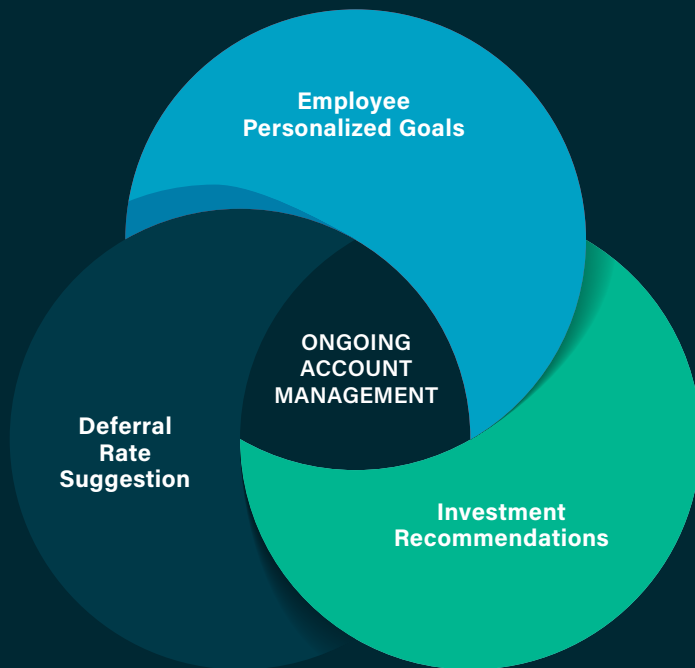 Employee
Personalized Goals
ONGOING
ACCOUNT
MANAGEMENT
Deferral
Rate
Suggestion
Investment
Recommendations